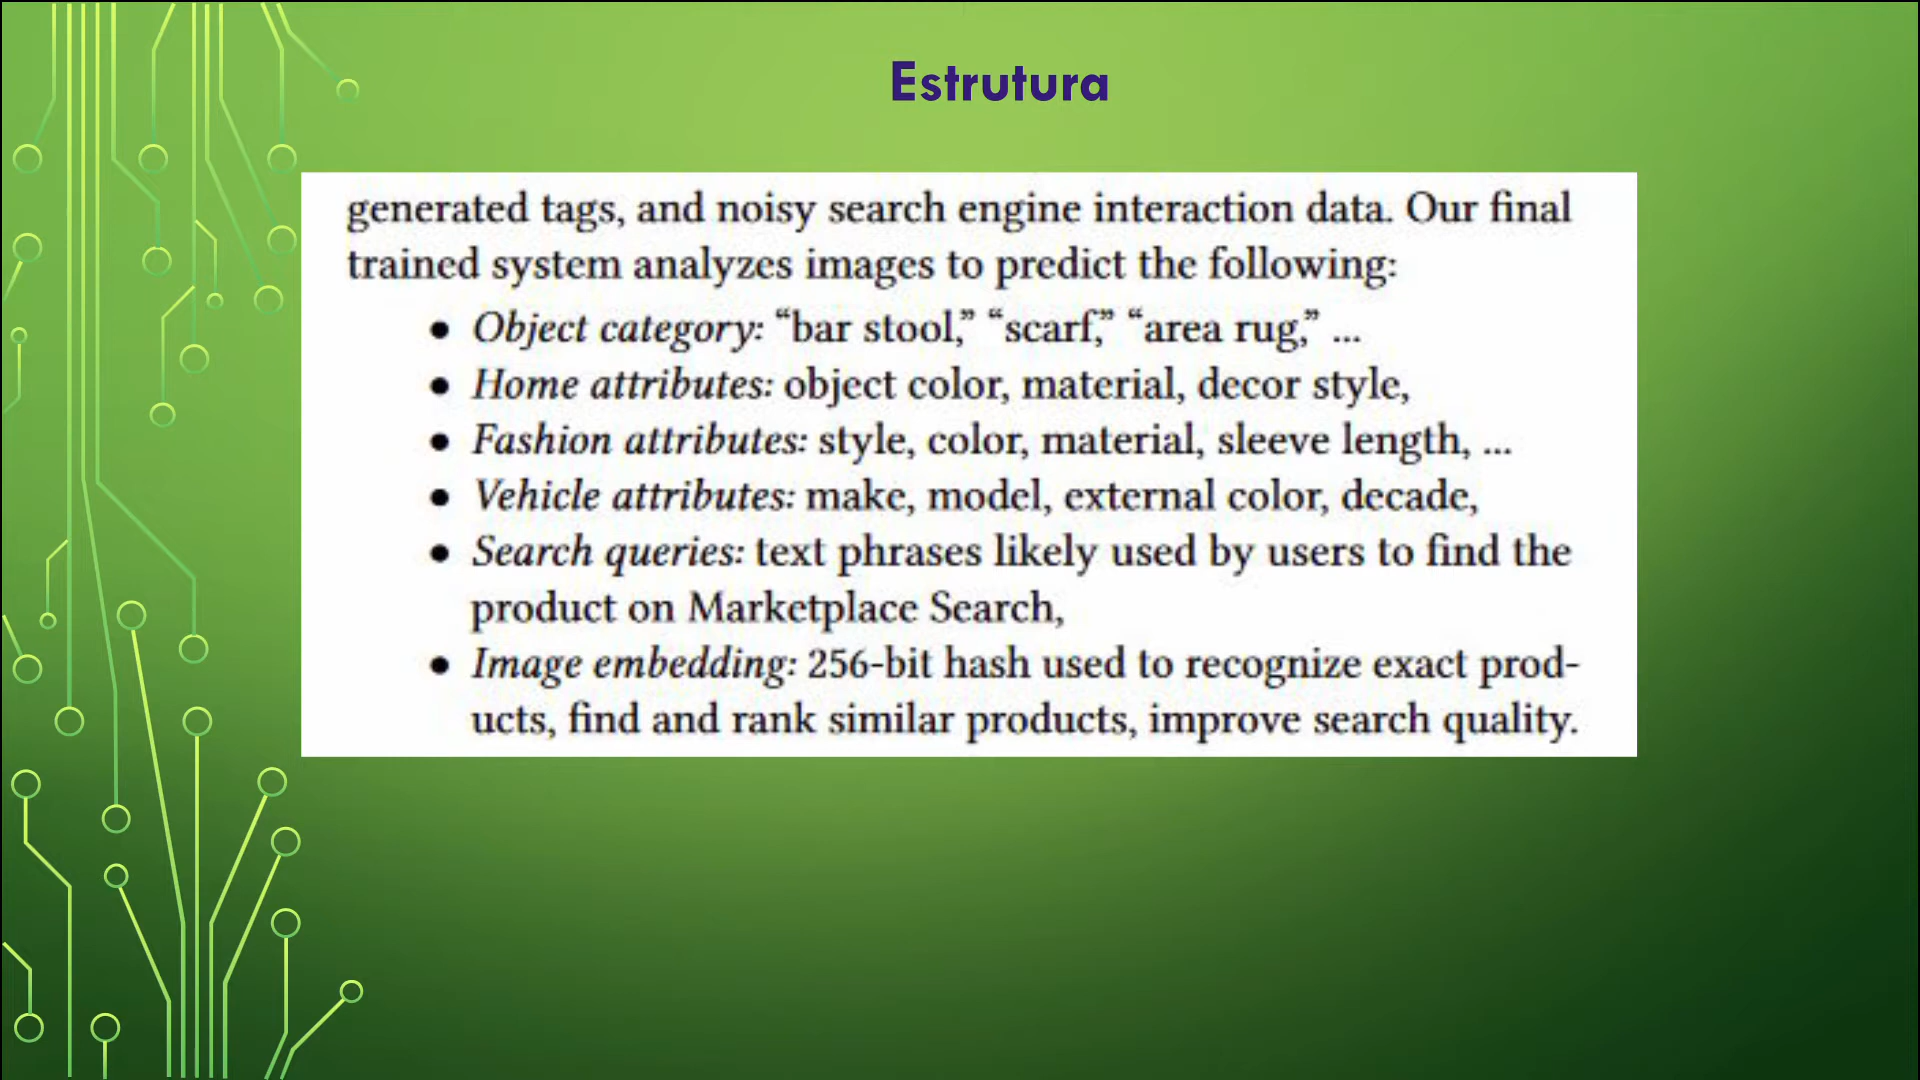 Estrutura
generated tags, and noisy search engine interaction data. Our final
trained system analyzes images to predict the following:
● Object category: “bar stool,” “scarf,” “area rug,” ...
● Home attributes: object color, material, decor style,
● Fashion attributes: style, color, material, sleeve length, ...
● Vehicle attributes: make, model, external color, decade,
● Search queries: text phrases likely used by users to find the
product on Marketplace Search,
● Image embedding: 256-bit hash used to recognize exact prod-
ucts, find and rank similar products, improve search quality.